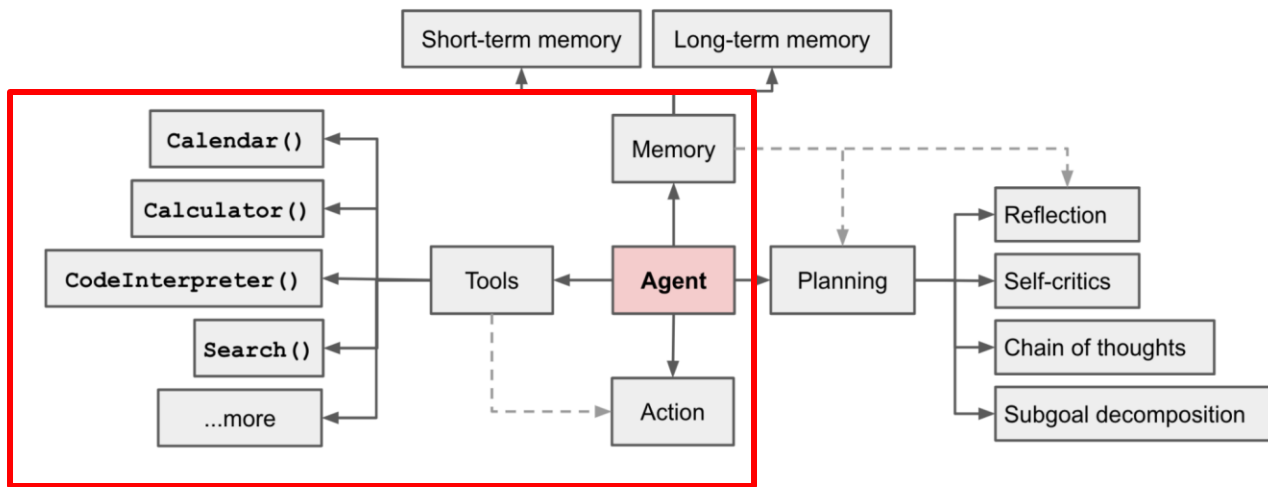 Short-term memory
Long-term memory
Calendar()
Memory
Calculator()
Reflection
CodeInterpreter()
Tools
Agent
Planning
Self-critics
Search()
Chain of thoughts
...more
Action
Subgoal decomposition